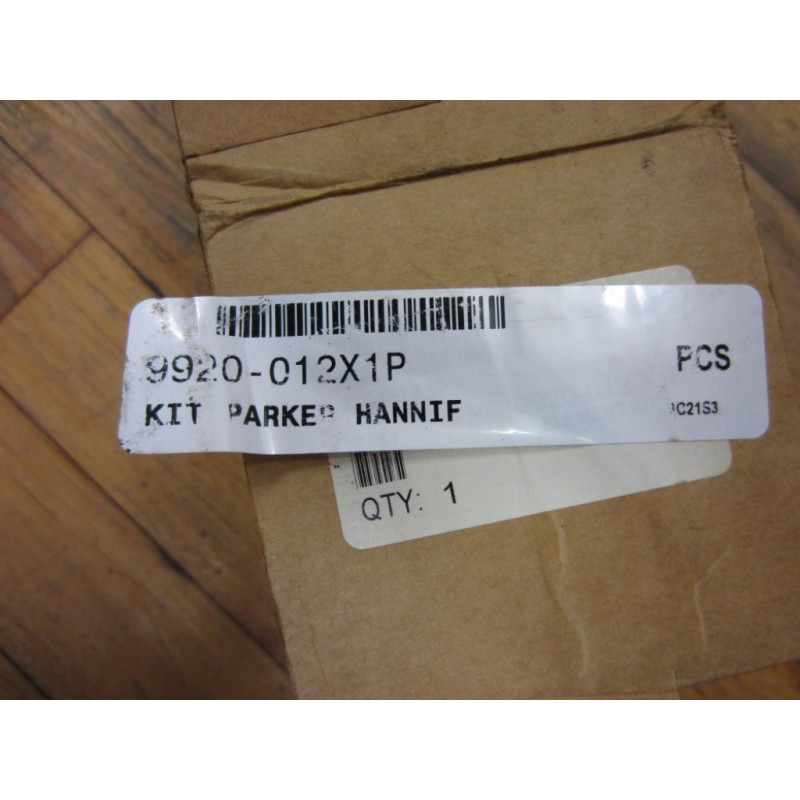 9920-012X1P
PCS
KIT PARKER HANNIF
QTY: 1